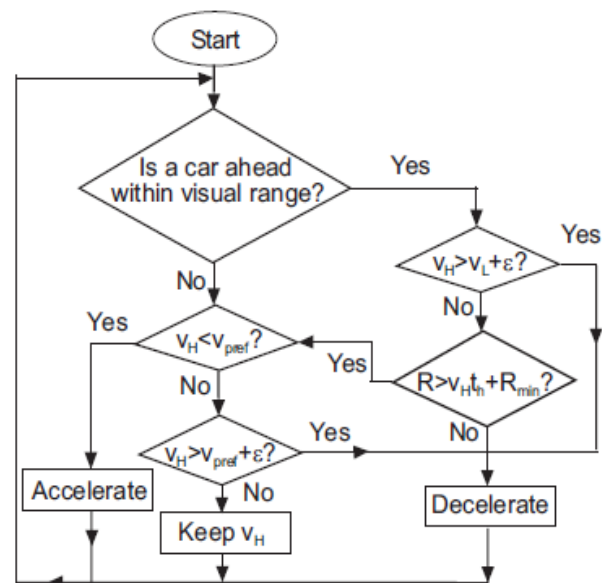 Start
Is a car ahead
within visual range?
Yes
Yes
v_H>v_L+ε?
No
No
Yes
v_H<v_pref?
Yes
R>v_Ht_h+R_min?
No
No
v_H>v_pref+ε?
Yes
Accelerate
No
Decelerate
Keep v_H